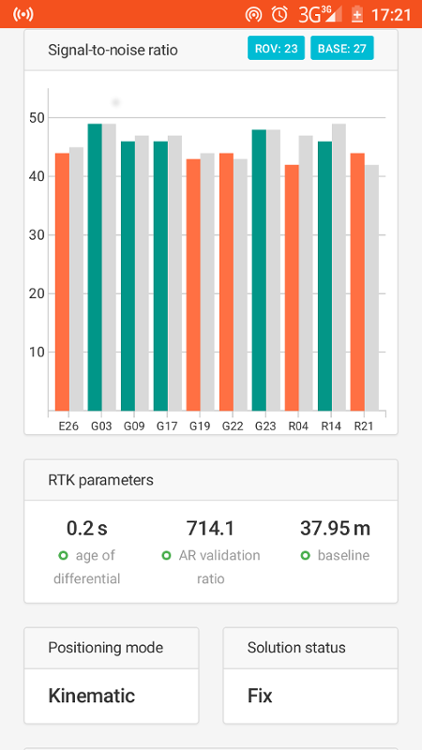 3G 3G 17:21
Signal-to-noise ratio ROV: 23 BASE: 27
50
40
30
20
10
E26 G03 G09 G17 G19 G22 G23 R04 R14 R21
RTK parameters
0.2 s 714.1 37.95 m
age of AR validation baseline
differential ratio
Positioning mode Solution status
Kinematic Fix